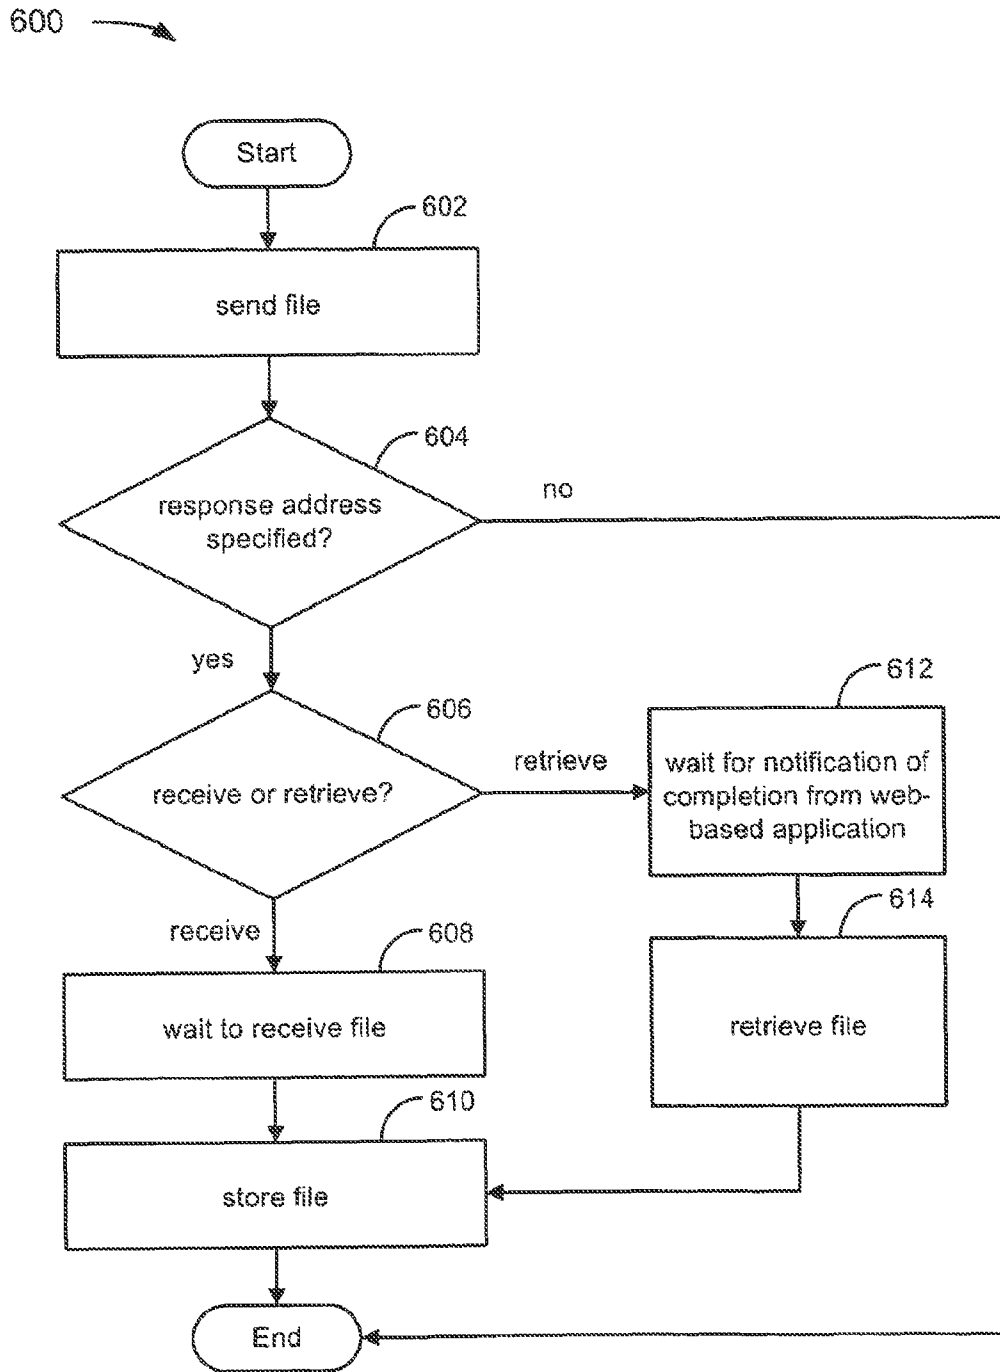 600
Start
602
send file
604
response address
specified?
no
yes
606
receive or retrieve?
retrieve
612
wait for notification of
completion from web-
based application
receive
608
wait to receive file
614
retrieve file
610
store file
End